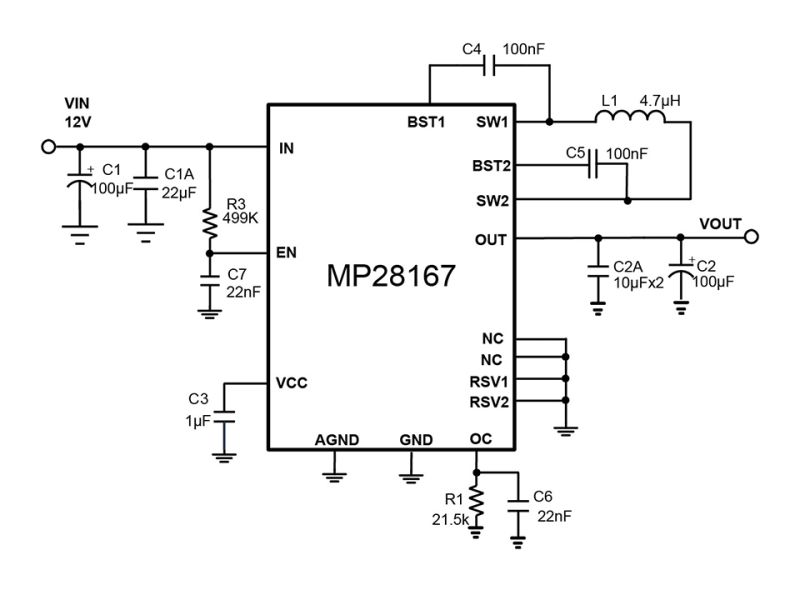 C4 100nF
VIN
12V
BST1
SW1
L1 4.7µH
C1
100µF
+
C1A
22µF
IN
BST2
C5 100nF
R3
499K
SW2
EN
OUT
VOUT
C7
22nF
MP28167
C2A
10µFx2
+
C2
100µF
NC
NC
RSV1
RSV2
VCC
C3
1µF
AGND
GND
OC
R1
21.5k
C6
22nF